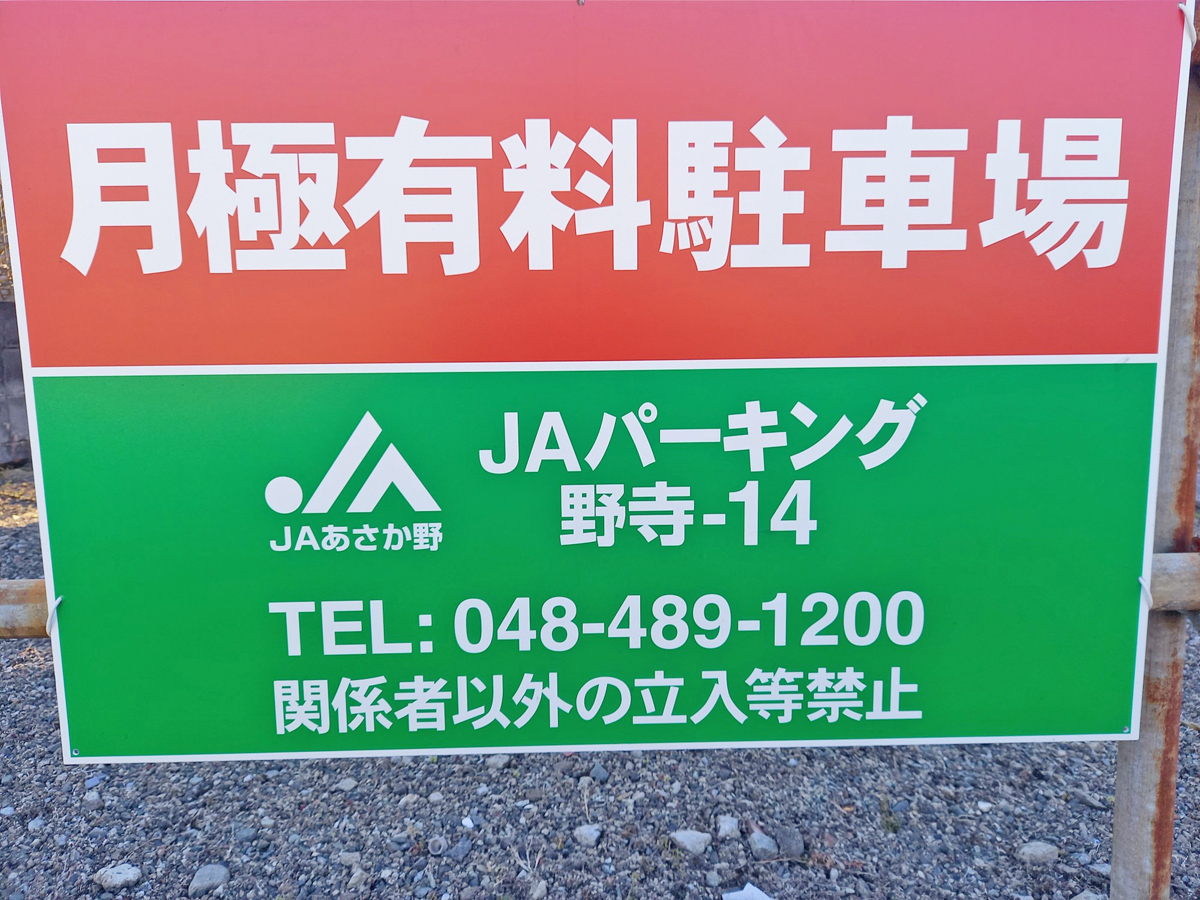 月極有料駐車場
JAパーキング
野寺-14
JAあさか野
TEL: 048-489-1200
関係者以外の立入等禁止